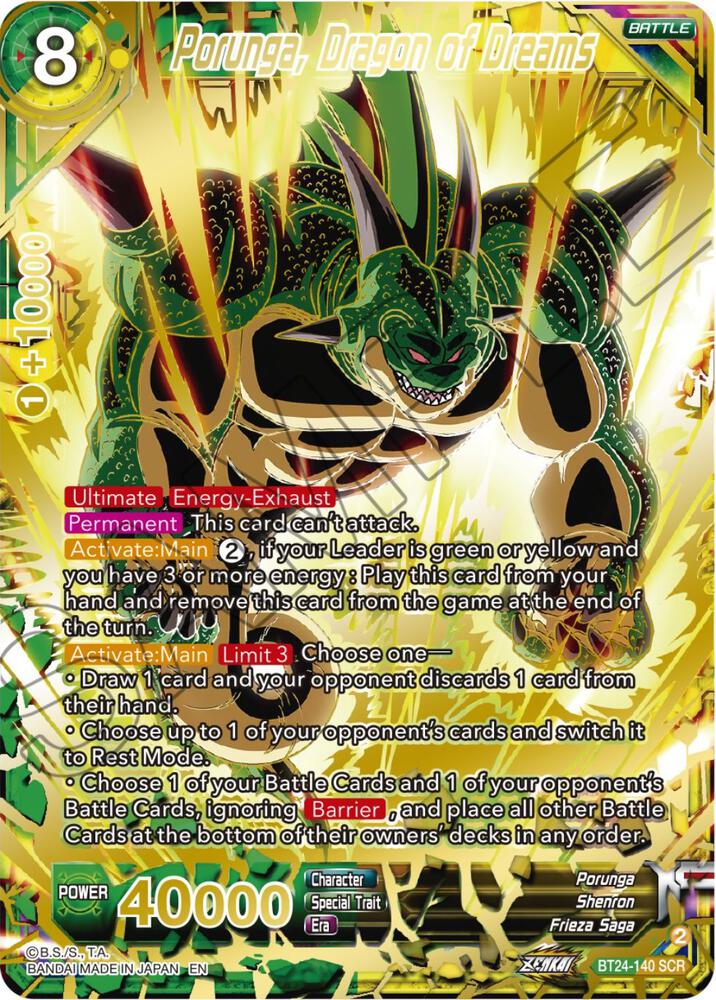 8
Porunga, Dragon of Dreams
BATTLE
1 +10000
Ultimate Energy-Exhaust
Permanent This card can't attack.
Activate:Main 2, if your Leader is green or yellow and
you have 3 or more energy : Play this card from your
hand and remove this card from the game at the end of
the turn.
Activate:Main Limit 3 Choose one—
• Draw 1 card and your opponent discards 1 card from
their hand.
• Choose up to 1 of your opponent's cards and switch it
to Rest Mode.
• Choose 1 of your Battle Cards and 1 of your opponent's
Battle Cards, ignoring Barrier, and place all other Battle
Cards at the bottom of their owners' decks in any order.
POWER 40000
Character Porunga
Special Trait Shenron
Era Frieza Saga
2
©B.S./S., T.A.
BANDAI MADE IN JAPAN EN
ZENKAI
BT24-140 SCR